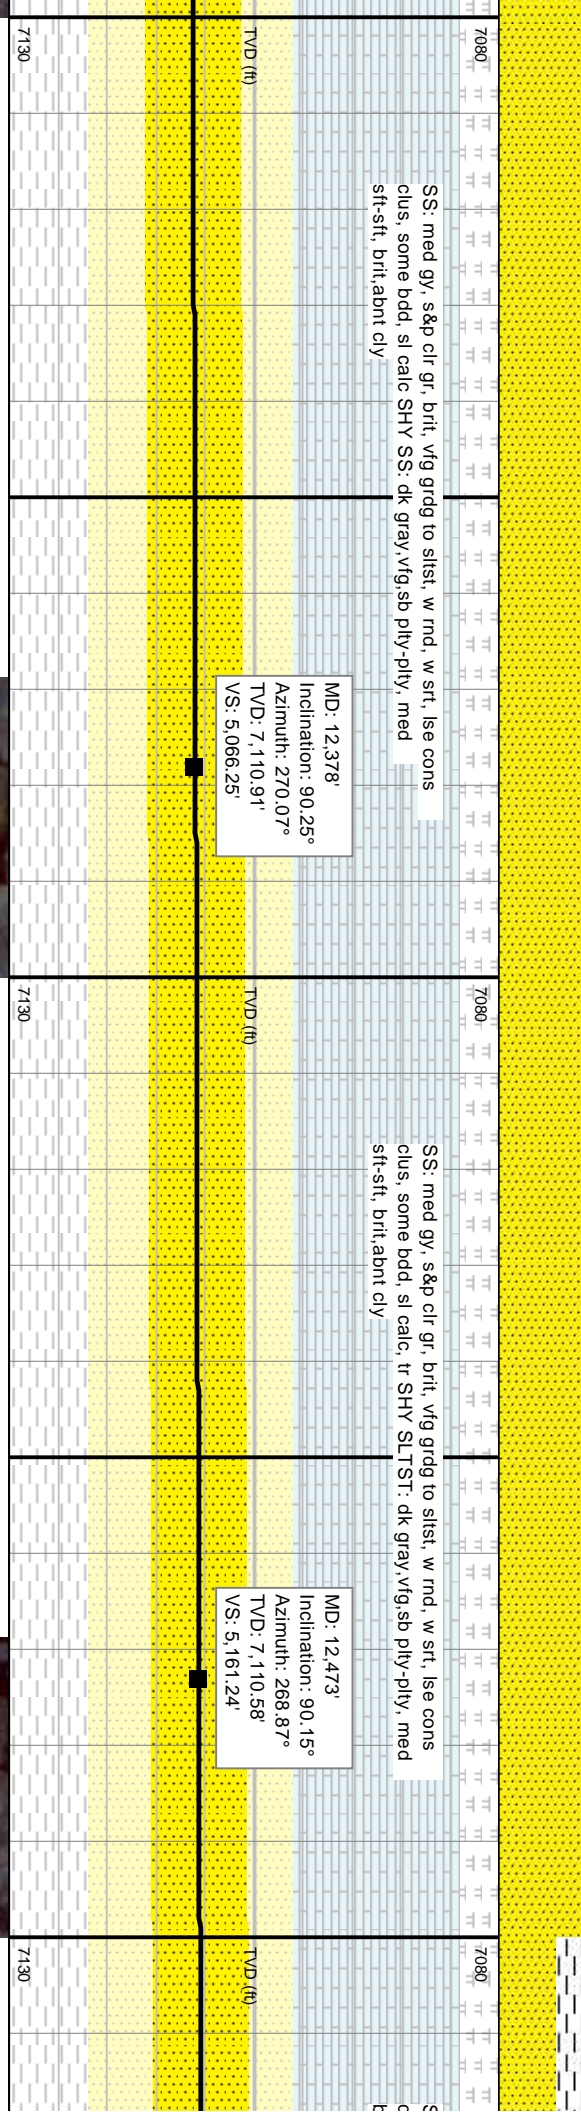 7080
TVD (ft)
7130
SS: med gy, s&p clr gr, brit, vfg grdg to sltst, w rnd, w srt, lse cons
clus, some bdd, sl calc SHY SS: dk gray,vfg,sb plty-plty, med
sft-sft, brit,abnt cly
MD: 12,378'
Inclination: 90.25°
Azimuth: 270.07°
TVD: 7,110.91'
VS: 5,066.25'
7080
TVD (ft)
7130
SS: med gy, s&p clr gr, brit, vfg grdg to sltst, w rnd, w srt, lse cons
clus, some bdd, sl calc, tr SHY SLTST: dk gray,vfg,sb plty-plty, med
sft-sft, brit,abnt cly
MD: 12,473'
Inclination: 90.15°
Azimuth: 268.87°
TVD: 7,110.58'
VS: 5,161.24'
7080
TVD (ft)
7130